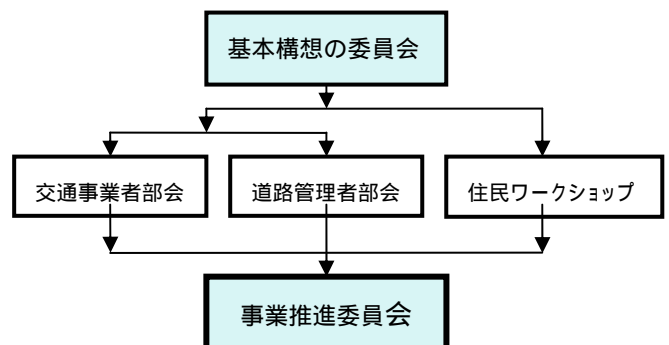 基本構想の委員会
交通事業者部会
道路管理者部会
住民ワークショップ
事業推進委員会